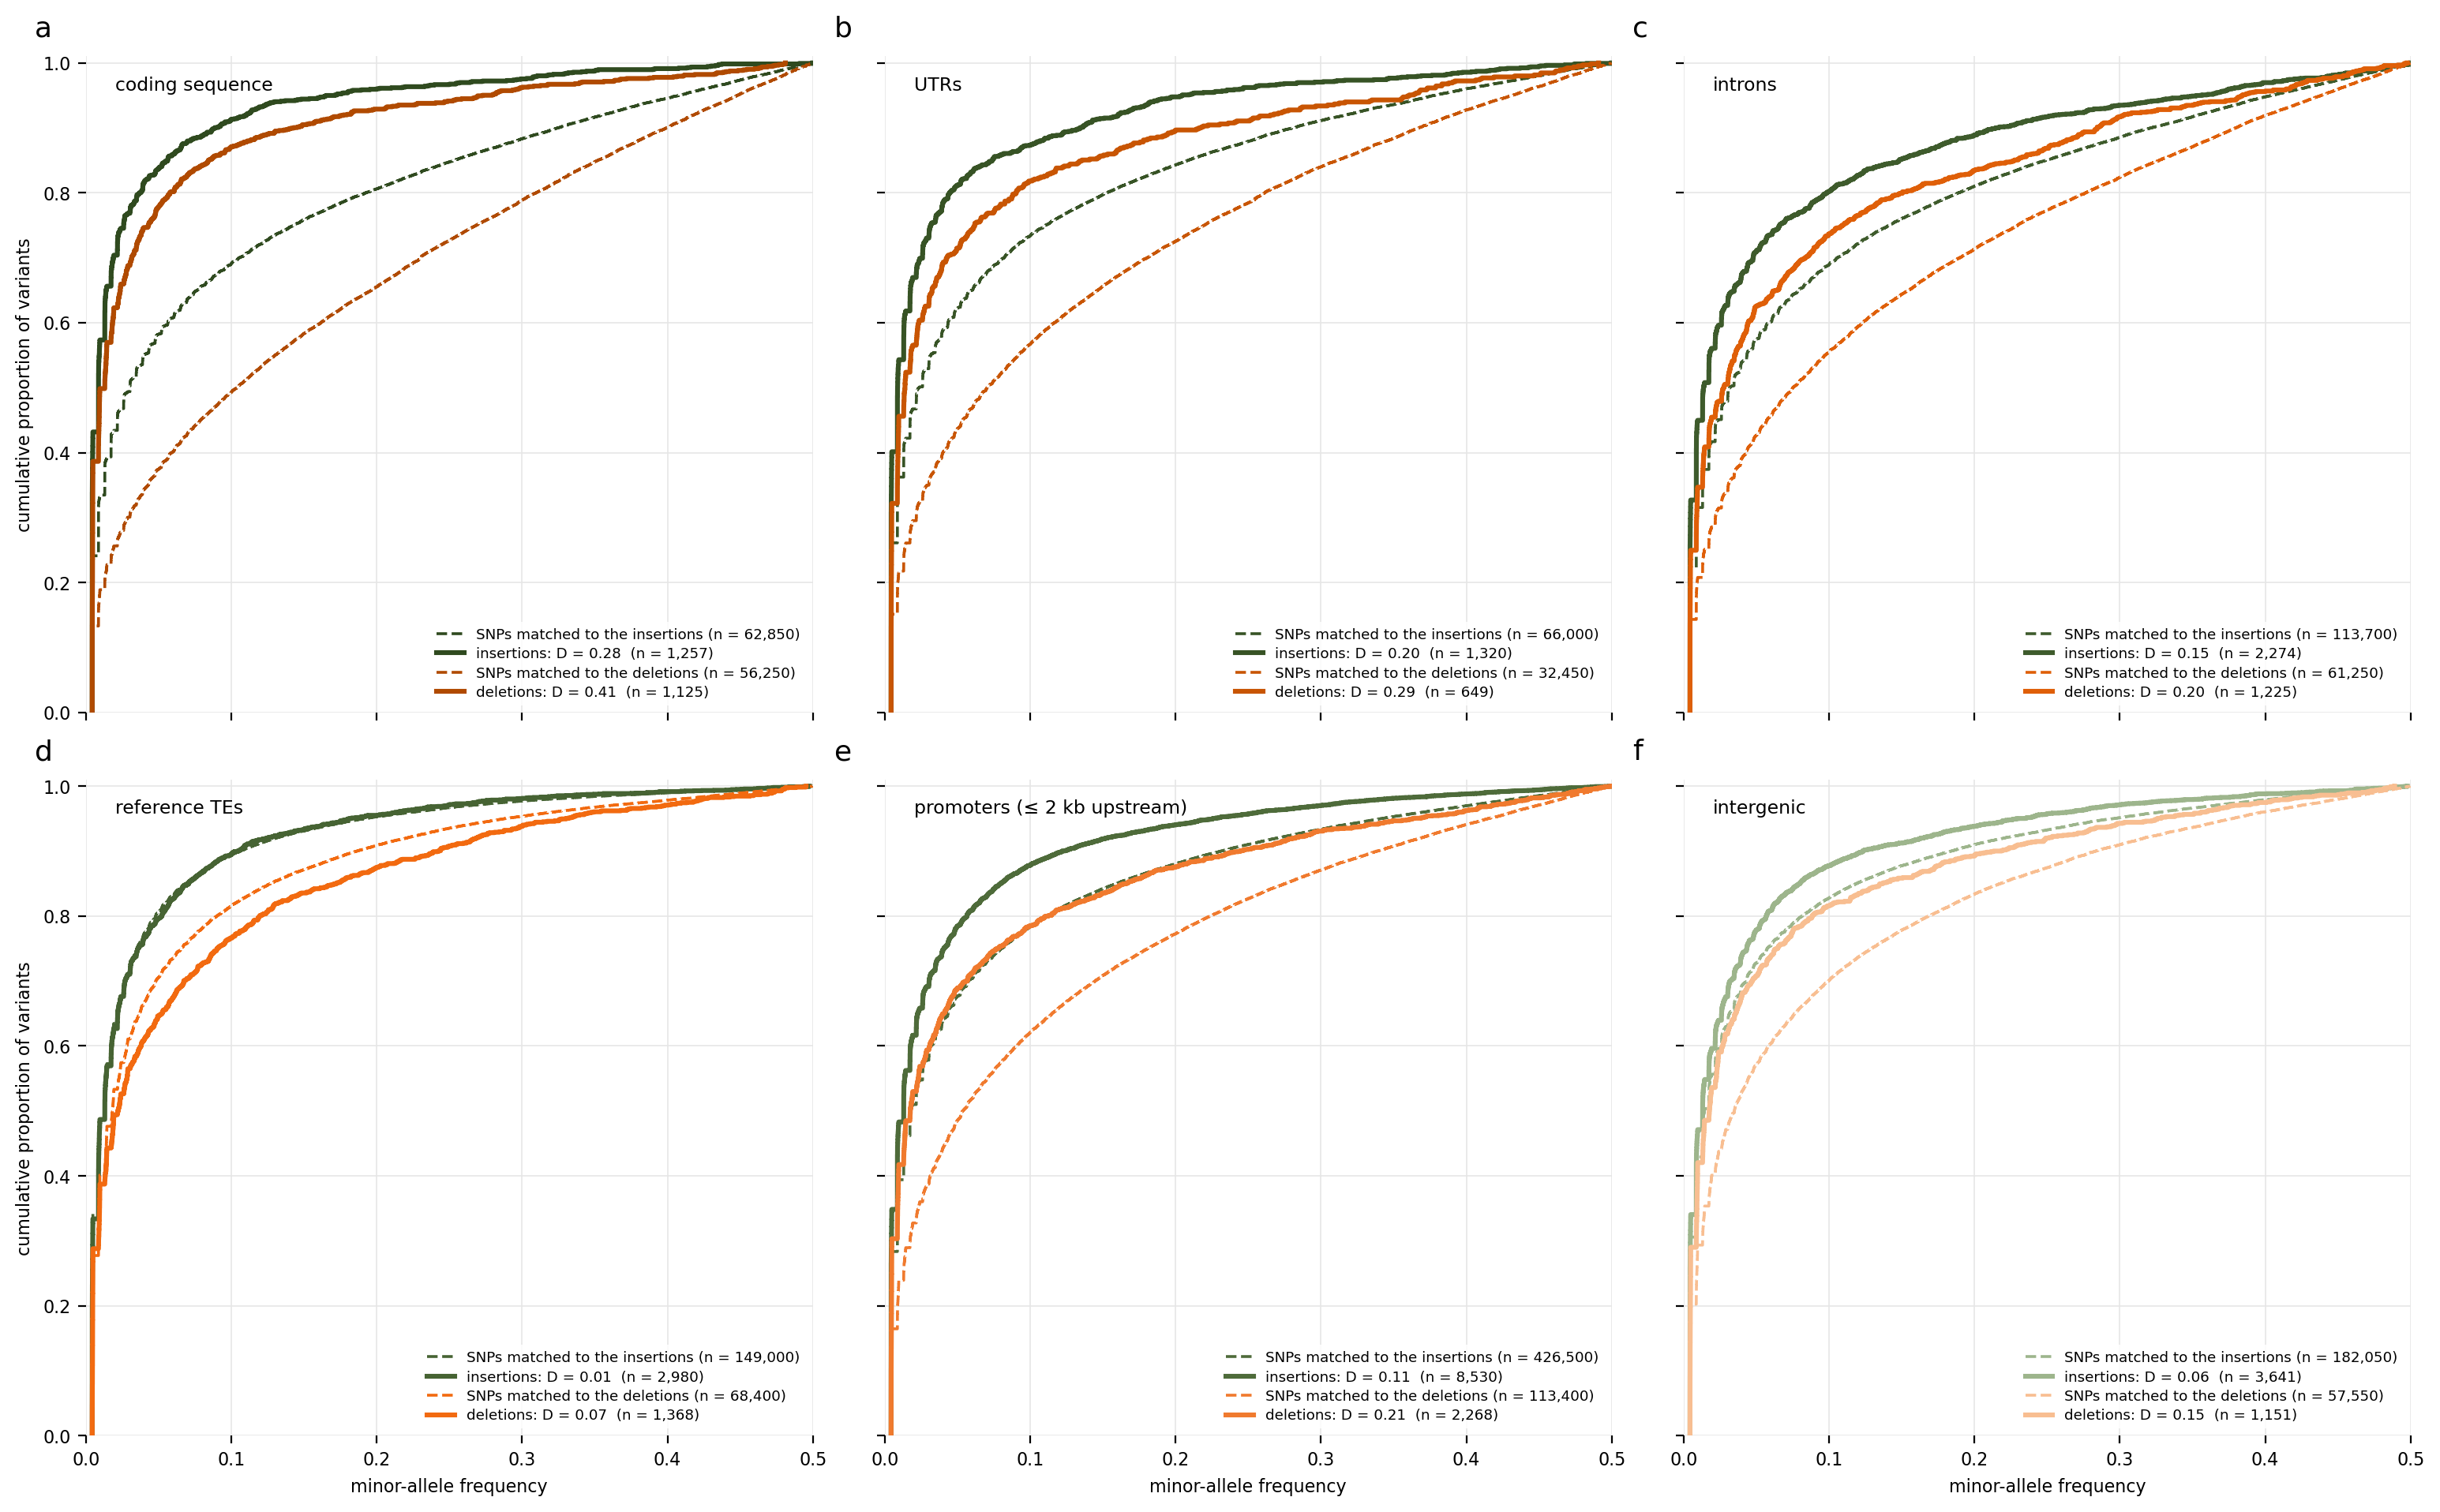 a
coding sequence
1.0
0.8
0.6
0.4
0.2
0.0
cumulative proportion of variants
SNPs matched to the insertions (n = 62,850)
insertions: D = 0.28 (n = 1,257)
SNPs matched to the deletions (n = 56,250)
deletions: D = 0.41 (n = 1,125)
b
UTRs
SNPs matched to the insertions (n = 66,000)
insertions: D = 0.20 (n = 1,320)
SNPs matched to the deletions (n = 32,450)
deletions: D = 0.29 (n = 649)
c
introns
SNPs matched to the insertions (n = 113,700)
insertions: D = 0.15 (n = 2,274)
SNPs matched to the deletions (n = 61,250)
deletions: D = 0.20 (n = 1,225)
d
reference TEs
1.0
0.8
0.6
0.4
0.2
0.0
cumulative proportion of variants
SNPs matched to the insertions (n = 149,000)
insertions: D = 0.01 (n = 2,980)
SNPs matched to the deletions (n = 68,400)
deletions: D = 0.07 (n = 1,368)
0.0 0.1 0.2 0.3 0.4 0.5
minor-allele frequency
e
promoters (≤ 2 kb upstream)
SNPs matched to the insertions (n = 426,500)
insertions: D = 0.11 (n = 8,530)
SNPs matched to the deletions (n = 113,400)
deletions: D = 0.21 (n = 2,268)
0.0 0.1 0.2 0.3 0.4 0.5
minor-allele frequency
f
intergenic
SNPs matched to the insertions (n = 182,050)
insertions: D = 0.06 (n = 3,641)
SNPs matched to the deletions (n = 57,550)
deletions: D = 0.15 (n = 1,151)
0.0 0.1 0.2 0.3 0.4 0.5
minor-allele frequency